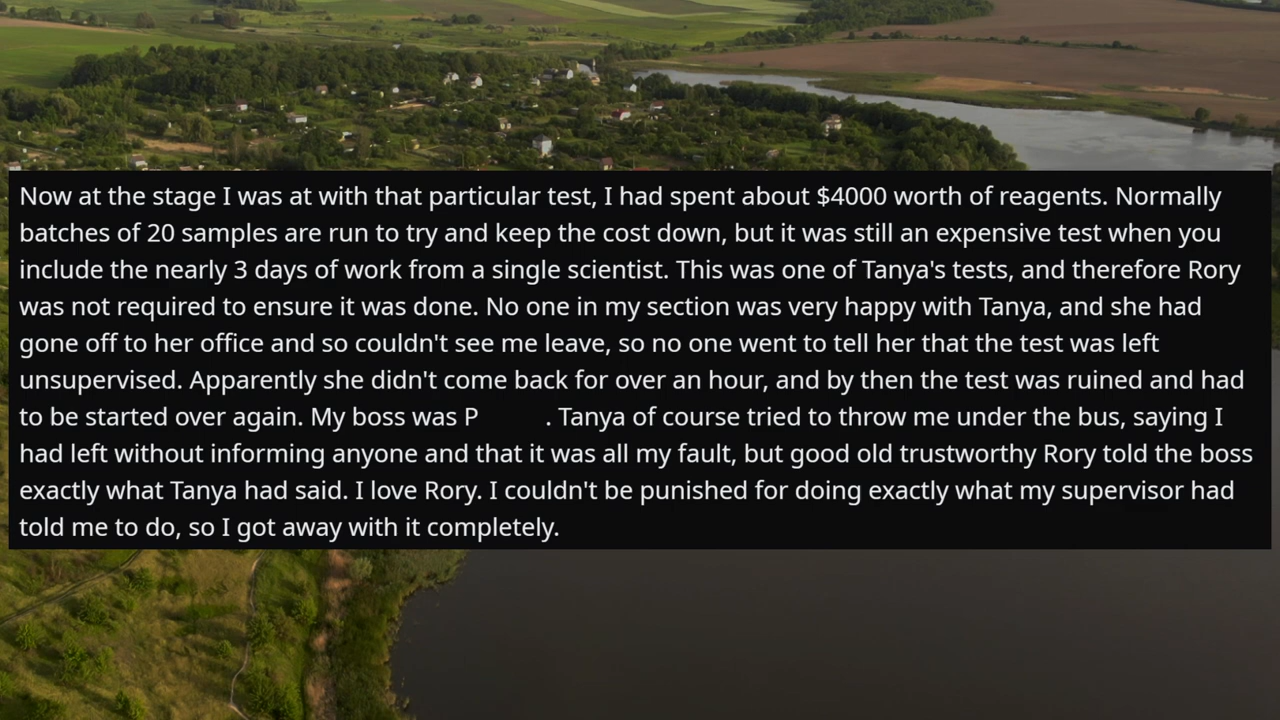 Now at the stage I was at with that particular test, I had spent about $4000 worth of reagents. Normally
batches of 20 samples are run to try and keep the cost down, but it was still an expensive test when you
include the nearly 3 days of work from a single scientist. This was one of Tanya's tests, and therefore Rory
was not required to ensure it was done. No one in my section was very happy with Tanya, and she had
gone off to her office and so couldn't see me leave, so no one went to tell her that the test was left
unsupervised. Apparently she didn't come back for over an hour, and by then the test was ruined and had
to be started over again. My boss was P . Tanya of course tried to throw me under the bus, saying I
had left without informing anyone and that it was all my fault, but good old trustworthy Rory told the boss
exactly what Tanya had said. I love Rory. I couldn't be punished for doing exactly what my supervisor had
told me to do, so I got away with it completely.